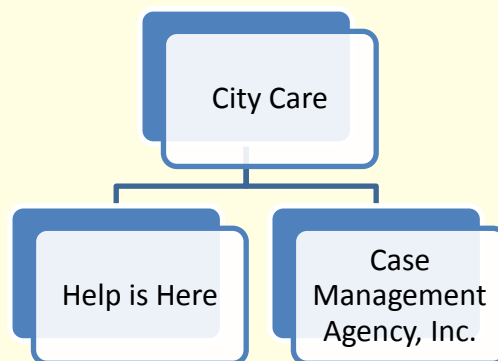 City Care
Help is Here
Case
Management
Agency, Inc.